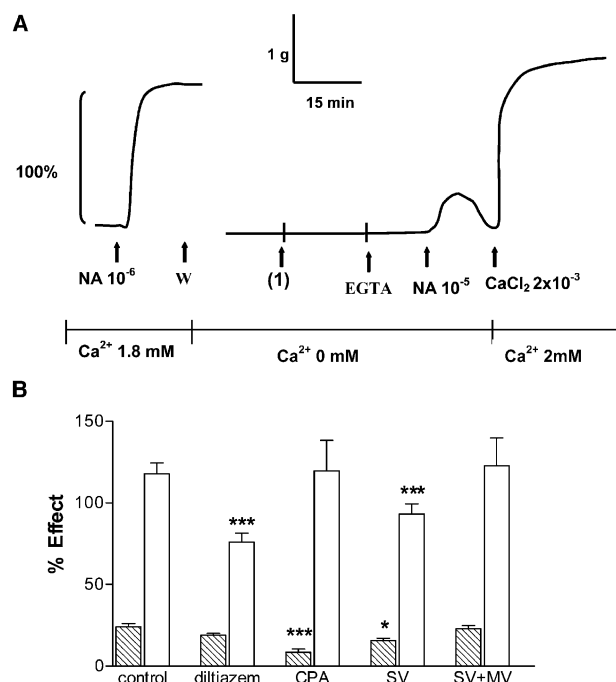 A
1 g
15 min
100%
NA 10-6
W
(1)
EGTA
NA 10-5
CaCl2 2x10-3
Ca2+ 1.8 mM
Ca2+ 0 mM
Ca2+ 2mM
B
% Effect
150
100
50
0
***
***
***
*
control
diltiazem
CPA
SV
SV+MV